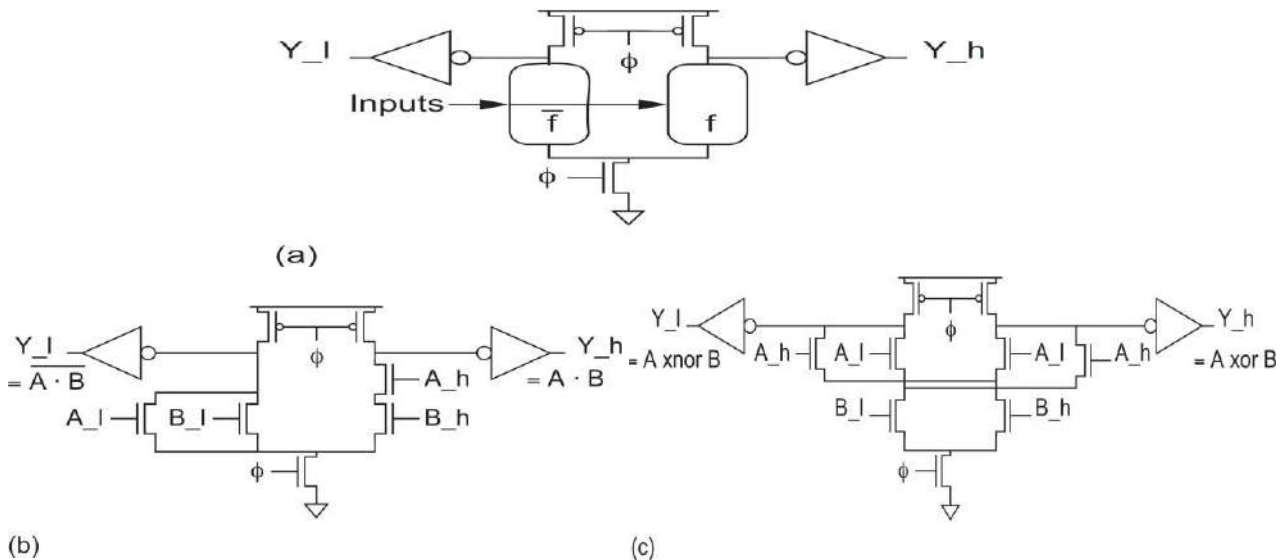 Y_l
Y_h
ϕ
Inputs
f̅
f
ϕ
(a)
Y_l
= \overline{A · B}
ϕ
Y_h
= A · B
A_h
A_l
B_l
B_h
ϕ
(b)
Y_l
= A xnor B
ϕ
Y_h
= A xor B
A_h
A_l
A_l
A_h
B_l
B_h
ϕ
(c)